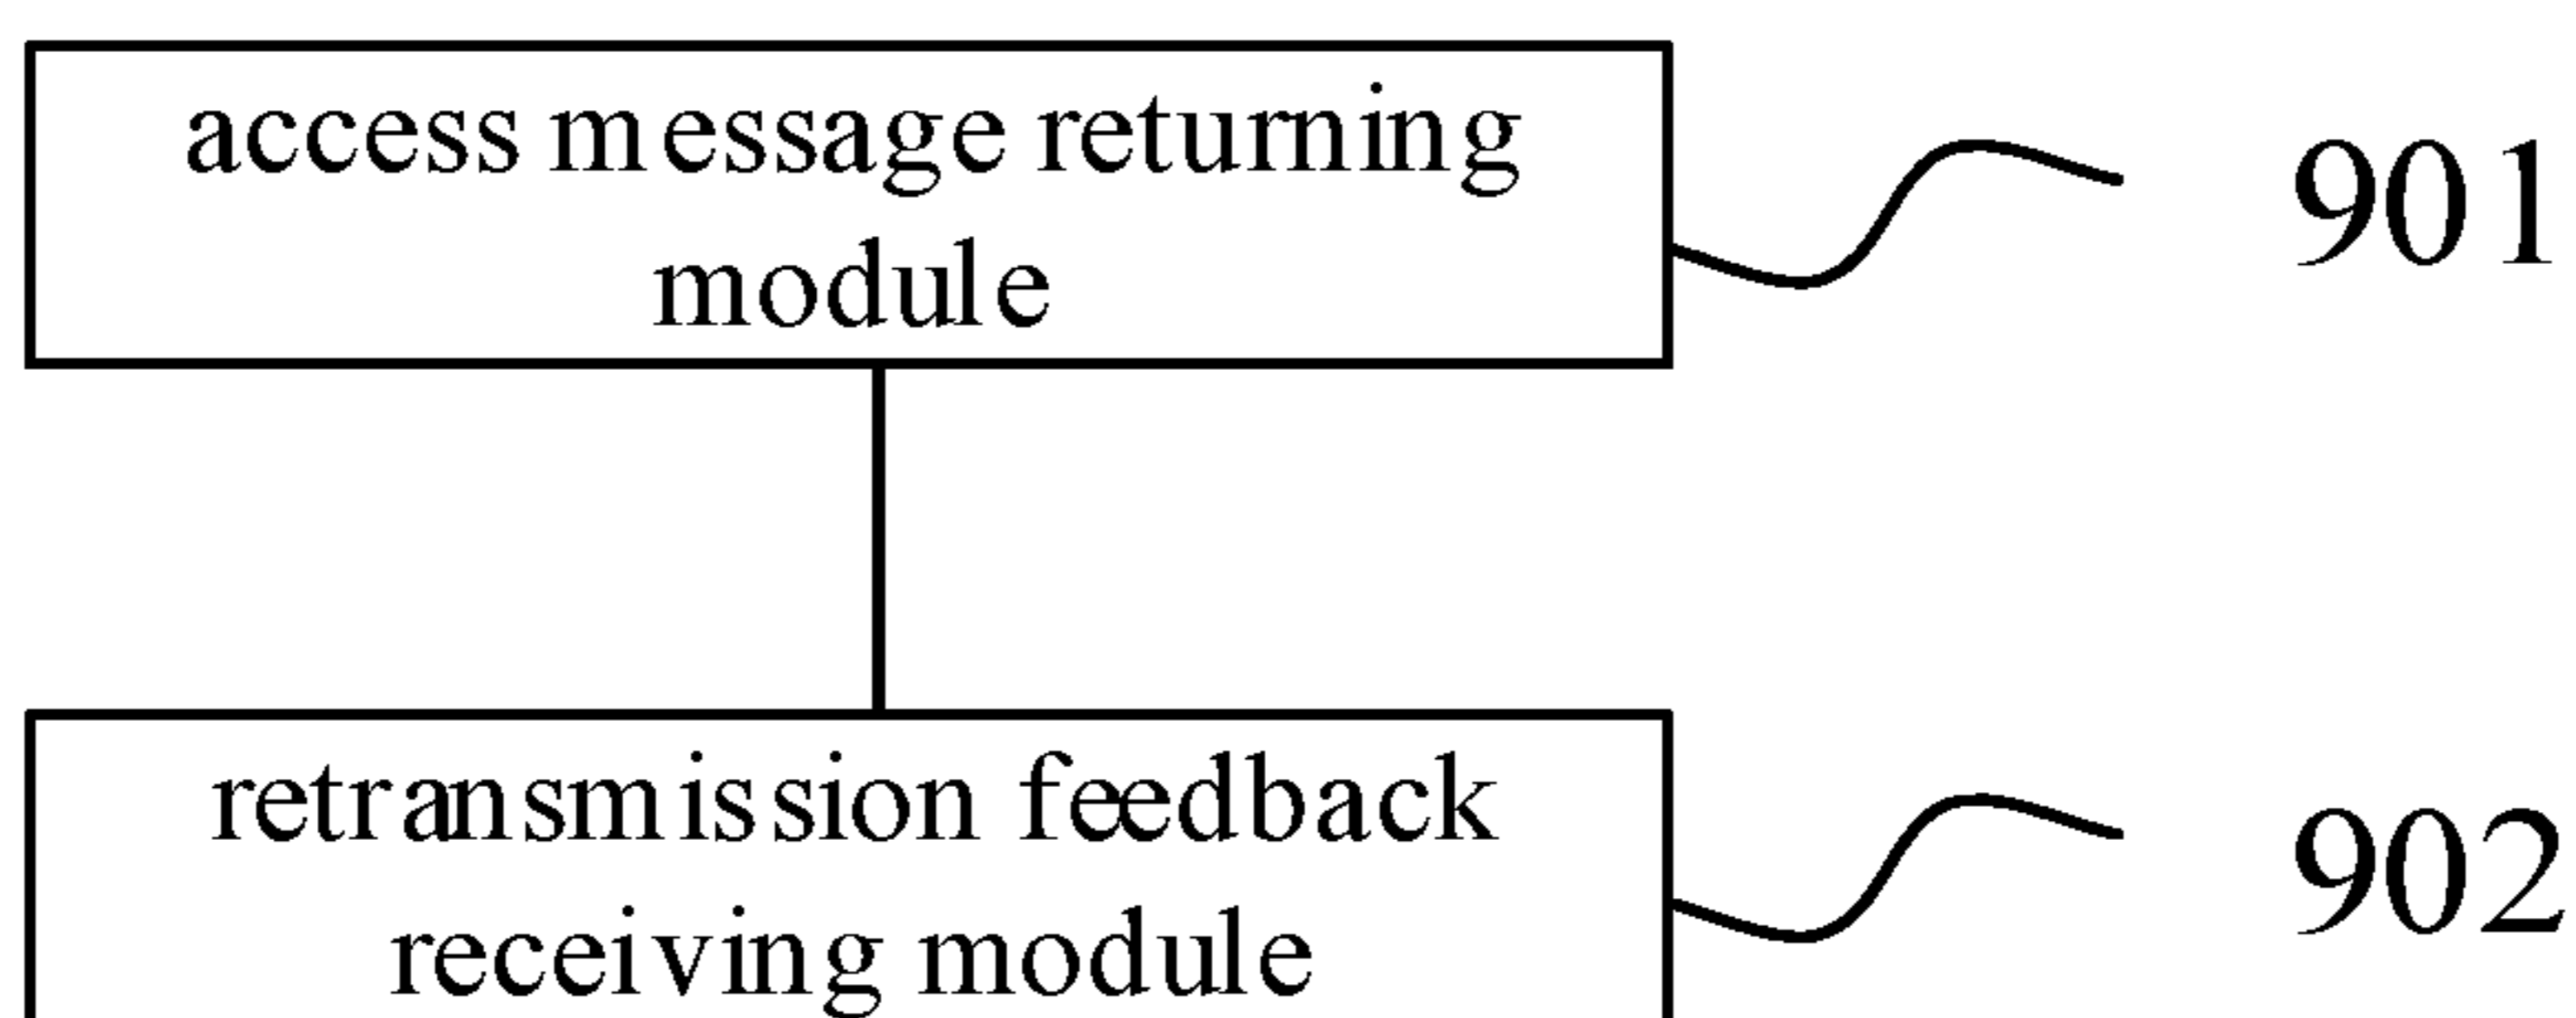 access message returning
module
901
retransmission feedback
receiving module
902